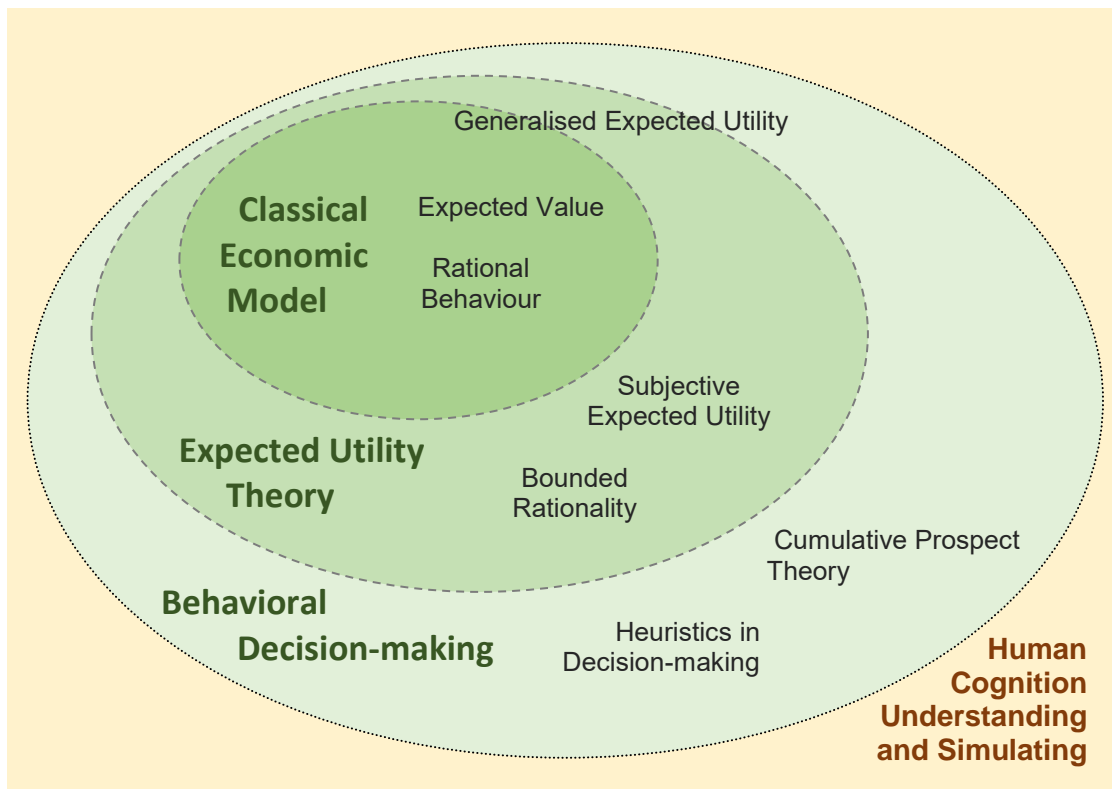 Generalised Expected Utility
Classical
Economic
Model
Expected Value
Rational
Behaviour
Subjective
Expected Utility
Expected Utility
Theory
Bounded
Rationality
Cumulative Prospect
Theory
Behavioral
Decision-making
Heuristics in
Decision-making
Human
Cognition
Understanding
and Simulating